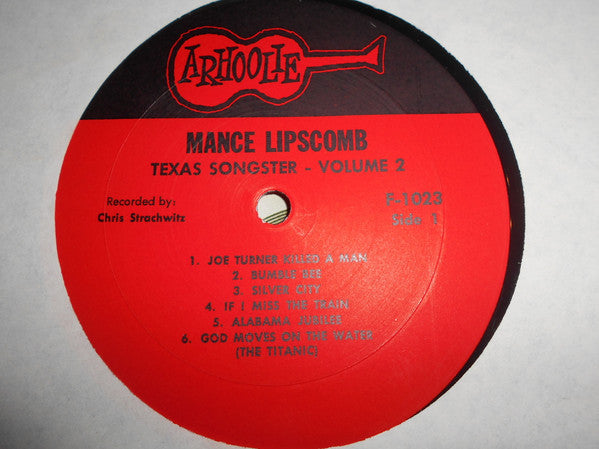 ARHOOLIE
MANCE LIPSCOMB
TEXAS SONGSTER - VOLUME 2
Recorded by:
Chris Strachwitz
F-1023
Side 1
1. JOE TURNER KILLED A MAN
2. BUMBLE BEE
3. SILVER CITY
4. IF I MISS THE TRAIN
5. ALABAMA JUBILEE
6. GOD MOVES ON THE WATER
(THE TITANIC)